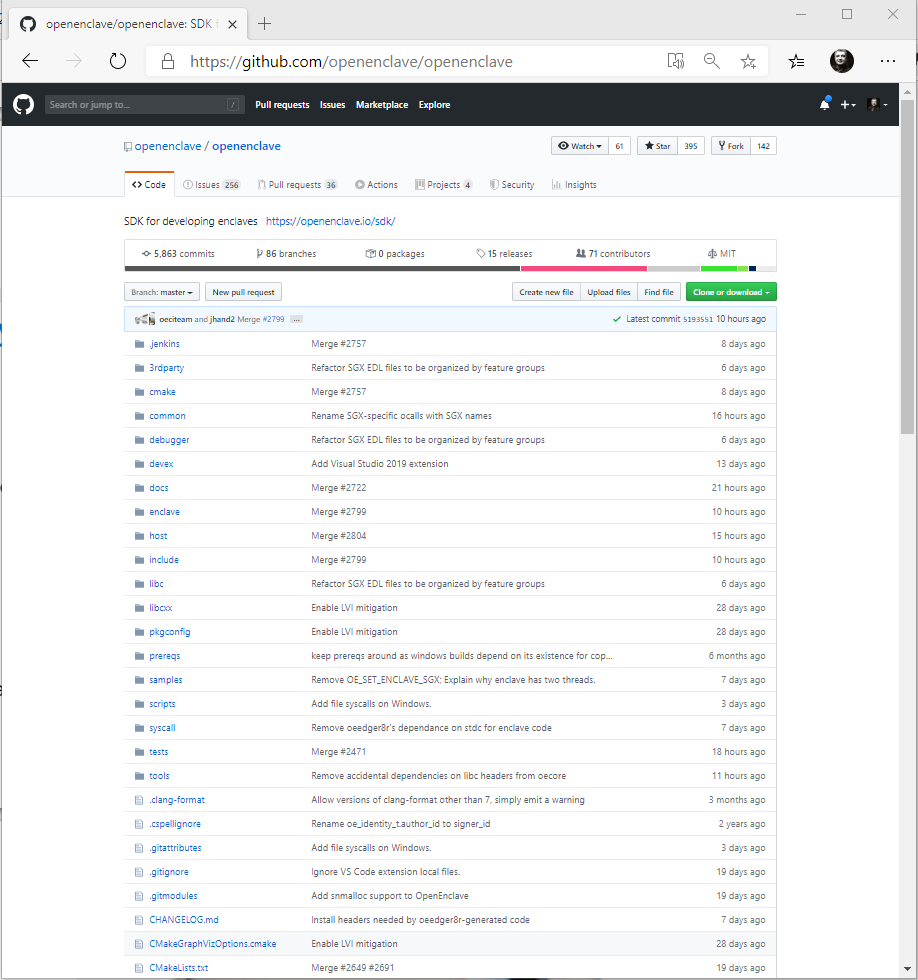 openenclave/openenclave: SDK
https://github.com/openenclave/openenclave
Search or jump to... / Pull requests Issues Marketplace Explore
openenclave / openenclave Watch 61 Star 395 Fork 142
Code Issues 256 Pull requests 36 Actions Projects 4 Security Insights
SDK for developing enclaves https://openenclave.io/sdk/
5,863 commits 86 branches 0 packages 15 releases 71 contributors MIT
Branch: master New pull request Create new file Upload files Find file Clone or download
oeciteam and jhand2 Merge #2799 ... Latest commit 5193551 10 hours ago
.jenkins Merge #2757 8 days ago
3rdparty Refactor SGX EDL files to be organized by feature groups 6 days ago
cmake Merge #2757 8 days ago
common Rename SGX-specific ocalls with SGX names 16 hours ago
debugger Refactor SGX EDL files to be organized by feature groups 6 days ago
devex Add Visual Studio 2019 extension 13 days ago
docs Merge #2722 21 hours ago
enclave Merge #2799 10 hours ago
host Merge #2804 15 hours ago
include Merge #2799 10 hours ago
libc Refactor SGX EDL files to be organized by feature groups 6 days ago
libcxx Enable LVI mitigation 28 days ago
pkgconfig Enable LVI mitigation 28 days ago
prereqs keep prereqs around as windows builds depend on its existence for cop... 6 months ago
samples Remove OE_SET_ENCLAVE_SGX: Explain why enclave has two threads. 7 days ago
scripts Add file syscalls on Windows. 3 days ago
syscall Remove oeedger8r's dependance on stdc for enclave code 7 days ago
tests Merge #2471 18 hours ago
tools Remove accidental dependencies on libc headers from oecore 11 hours ago
.clang-format Allow versions of clang-format other than 7, simply emit a warning 3 months ago
.cspellignore Rename oe_identity_t.author_id to signer_id 2 years ago
.gitattributes Add file syscalls on Windows. 3 days ago
.gitignore Ignore VS Code extension local files. 19 days ago
.gitmodules Add snmalloc support to OpenEnclave 19 days ago
CHANGELOG.md Install headers needed by oeedger8r-generated code 7 days ago
CMakeGraphVizOptions.cmake Enable LVI mitigation 28 days ago
CMakeLists.txt Merge #2649 #2691 19 days ago